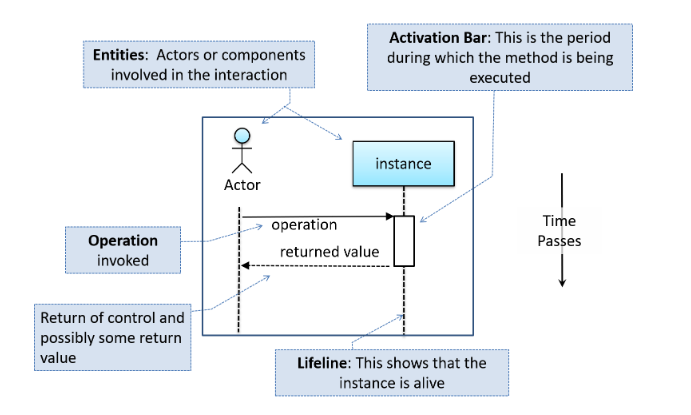 Entities: Actors or components
involved in the interaction
Activation Bar: This is the period
during which the method is being
executed
Actor
instance
operation
returned value
Operation
invoked
Return of control and
possibly some return
value
Lifeline: This shows that the
instance is alive
Time
Passes